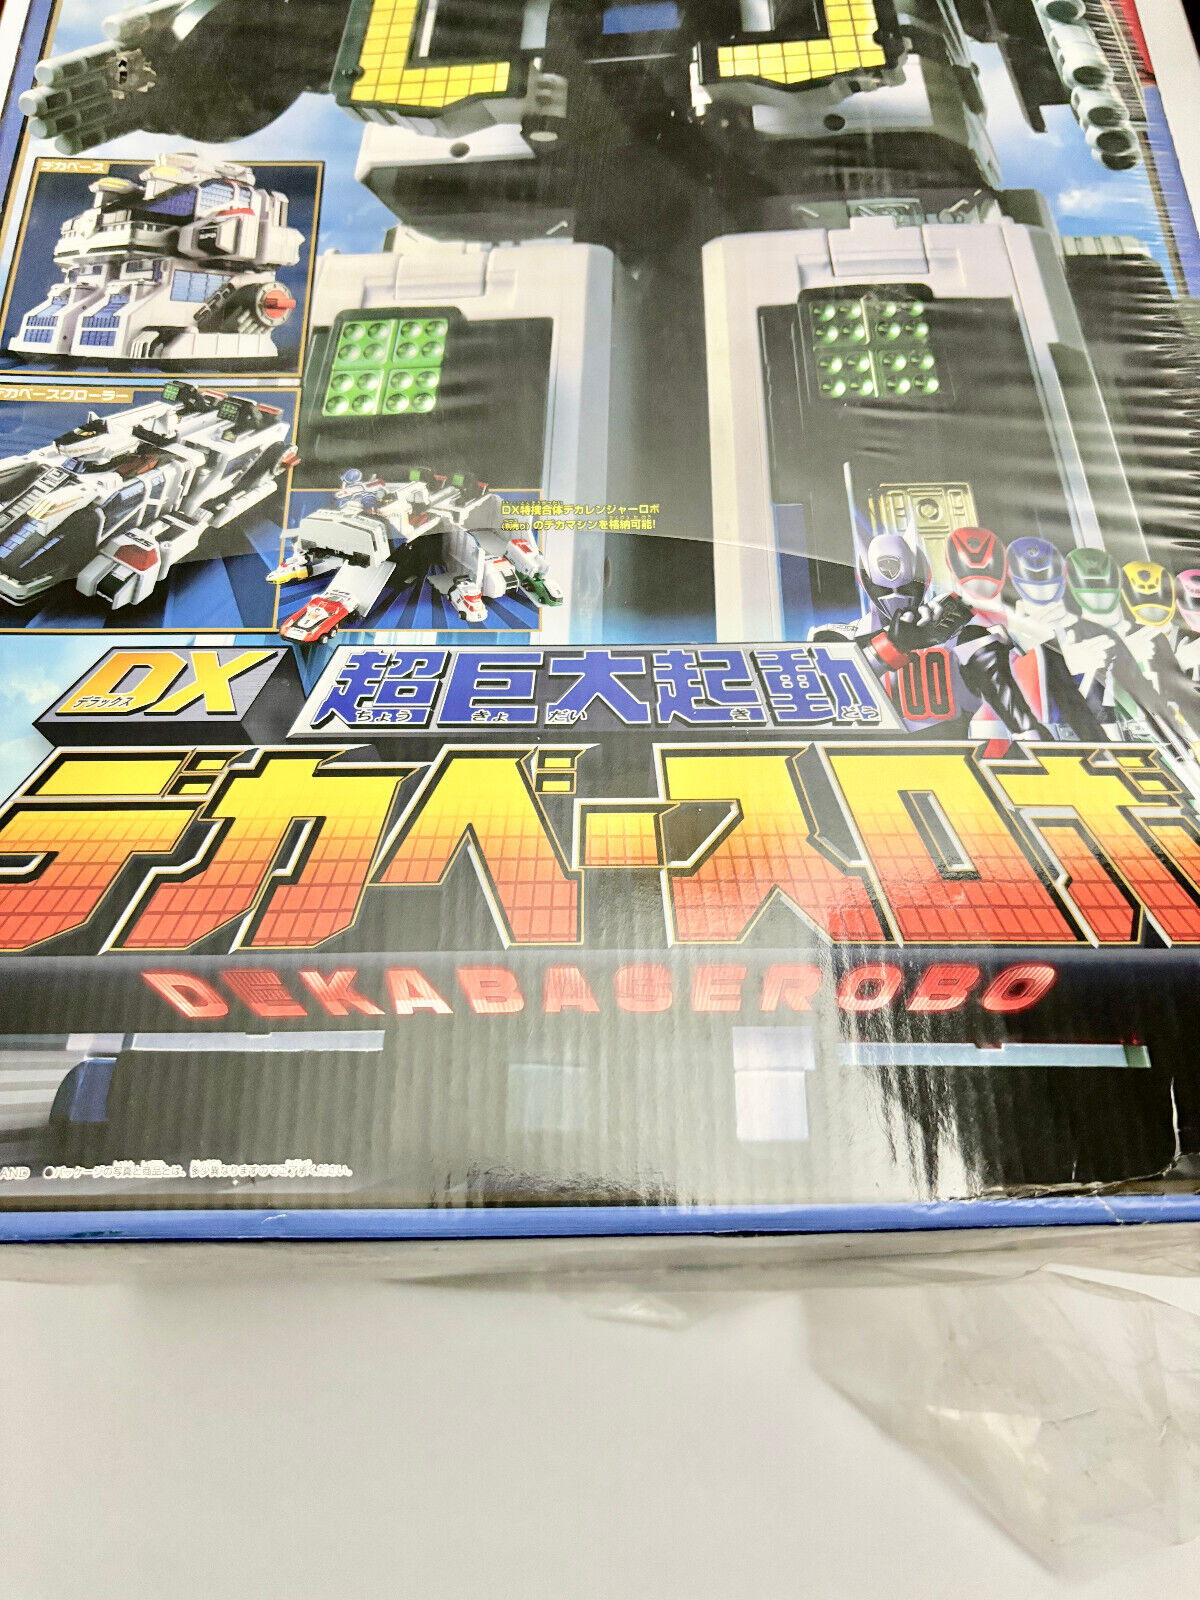 デカベース
デカベースクローラー
DX特捜合体デカレンジャーロボ
(別売り)のデカマシンを格納可能!
DX
デラックス
超巨大起動
ちょう きょ だい き どう
100
デカベースロボ
DEKABASEROBO
AND ●パッケージの写真と商品とは、多少異なりますのでご了承ください。